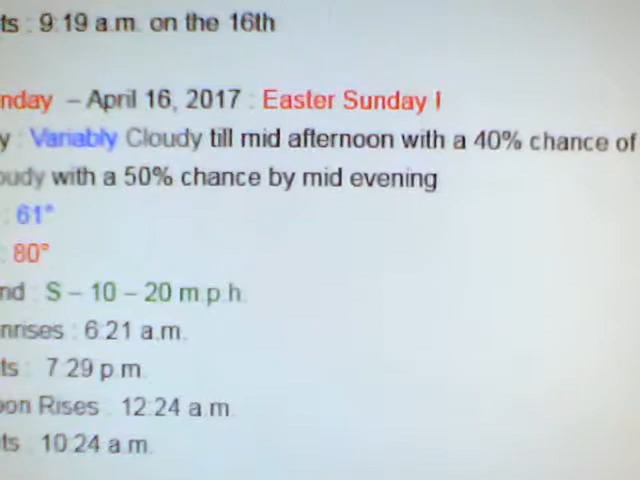 ts : 9:19 a.m. on the 16th
nday – April 16, 2017 : Easter Sunday !
y : Variably Cloudy till mid afternoon with a 40% chance of
oudy with a 50% chance by mid evening
: 61°
: 80°
nd : S – 10 – 20 m.p.h.
nrises : 6:21 a.m.
ts : 7:29 p.m.
oon Rises : 12:24 a.m.
ts : 10:24 a.m.